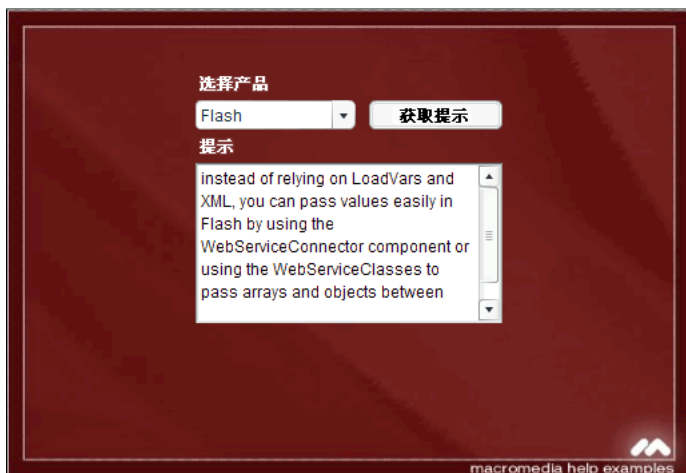 选择产品
Flash
获取提示
提示
instead of relying on LoadVars and
XML, you can pass values easily in
Flash by using the
WebServiceConnector component or
using the WebServiceClasses to
pass arrays and objects between
macromedia help examples